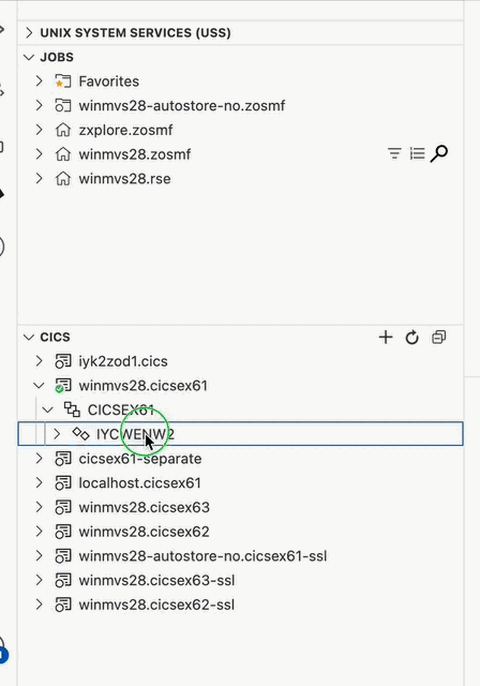 UNIX SYSTEM SERVICES (USS)
JOBS
Favorites
winmvs28-autostore-no.zosmf
zxplore.zosmf
winmvs28.zosmf
winmvs28.rse
CICS
iyk2zod1.cics
winmvs28.cicsex61
CICSEX61
IYCWENW2
cicsex61-separate
localhost.cicsex61
winmvs28.cicsex63
winmvs28.cicsex62
winmvs28-autostore-no.cicsex61-ssl
winmvs28.cicsex63-ssl
winmvs28.cicsex62-ssl